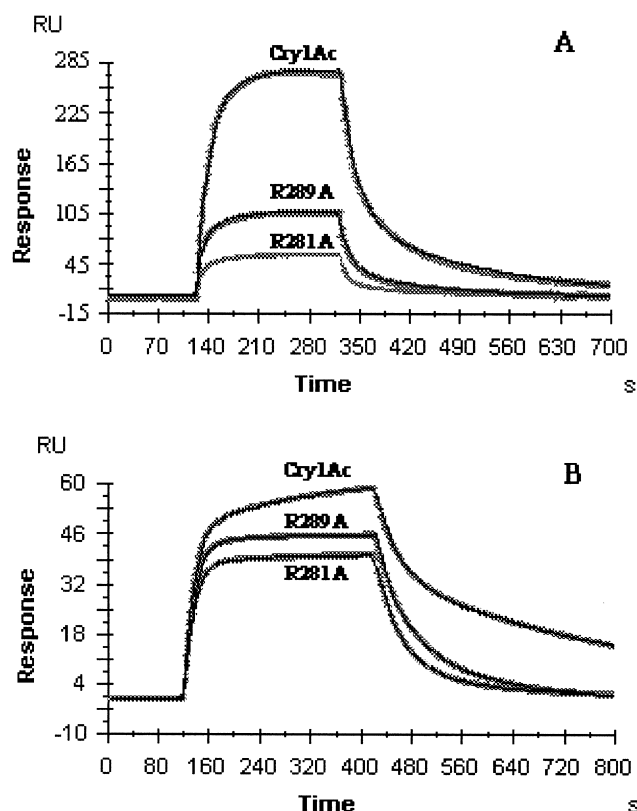 RU
A
285
Cry1Ac
225
165
R289A
105
R281A
45
-15
Response
0 70 140 210 280 350 420 490 560 630 700
Time s
RU
B
60
Cry1Ac
46
R289A
32
R281A
18
4
-10
Response
0 80 160 240 320 400 480 560 640 720 800
Time s